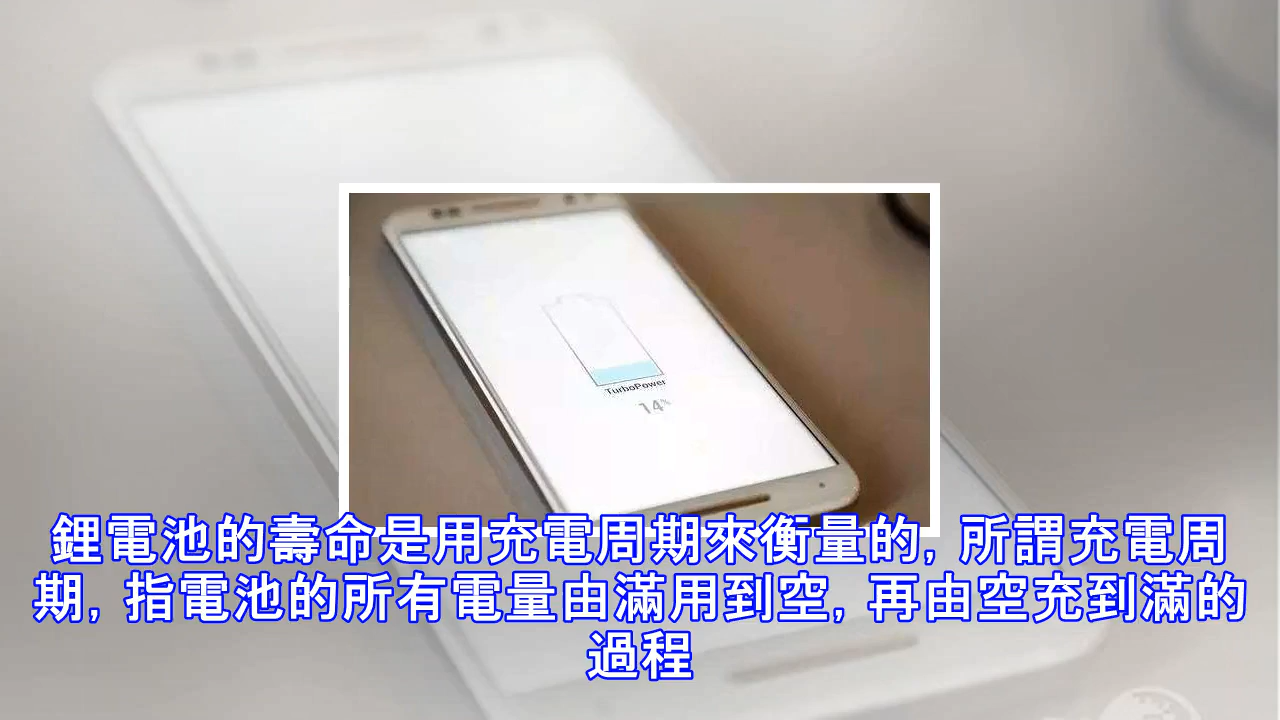 TurboPower
14%
鋰電池的壽命是用充電周期來衡量的, 所謂充電周
期, 指電池的所有電量由滿用到空, 再由空充到滿的
過程